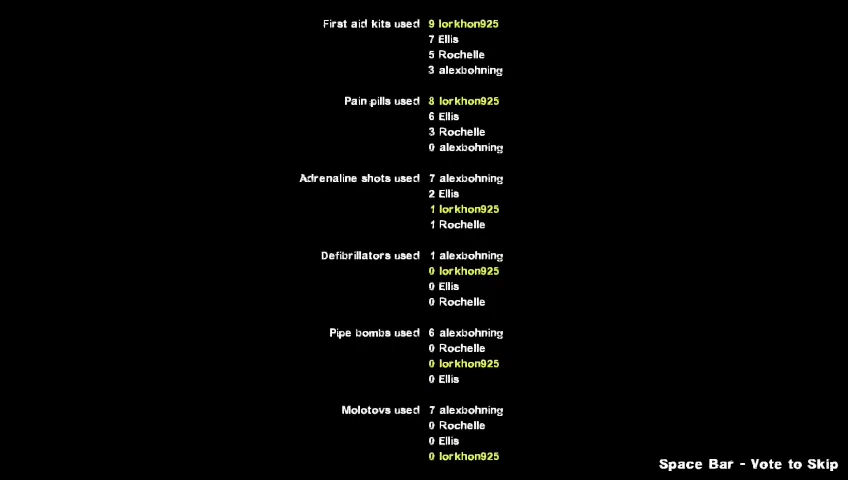 First aid kits used 9 lorkhon925
7 Ellis
5 Rochelle
3 alexbohning
Pain pills used 8 lorkhon925
6 Ellis
3 Rochelle
0 alexbohning
Adrenaline shots used 7 alexbohning
2 Ellis
1 lorkhon925
1 Rochelle
Defibrillators used 1 alexbohning
0 lorkhon925
0 Ellis
0 Rochelle
Pipe bombs used 6 alexbohning
0 Rochelle
0 lorkhon925
0 Ellis
Molotovs used 7 alexbohning
0 Rochelle
0 Ellis
0 lorkhon925
Space Bar - Vote to Skip